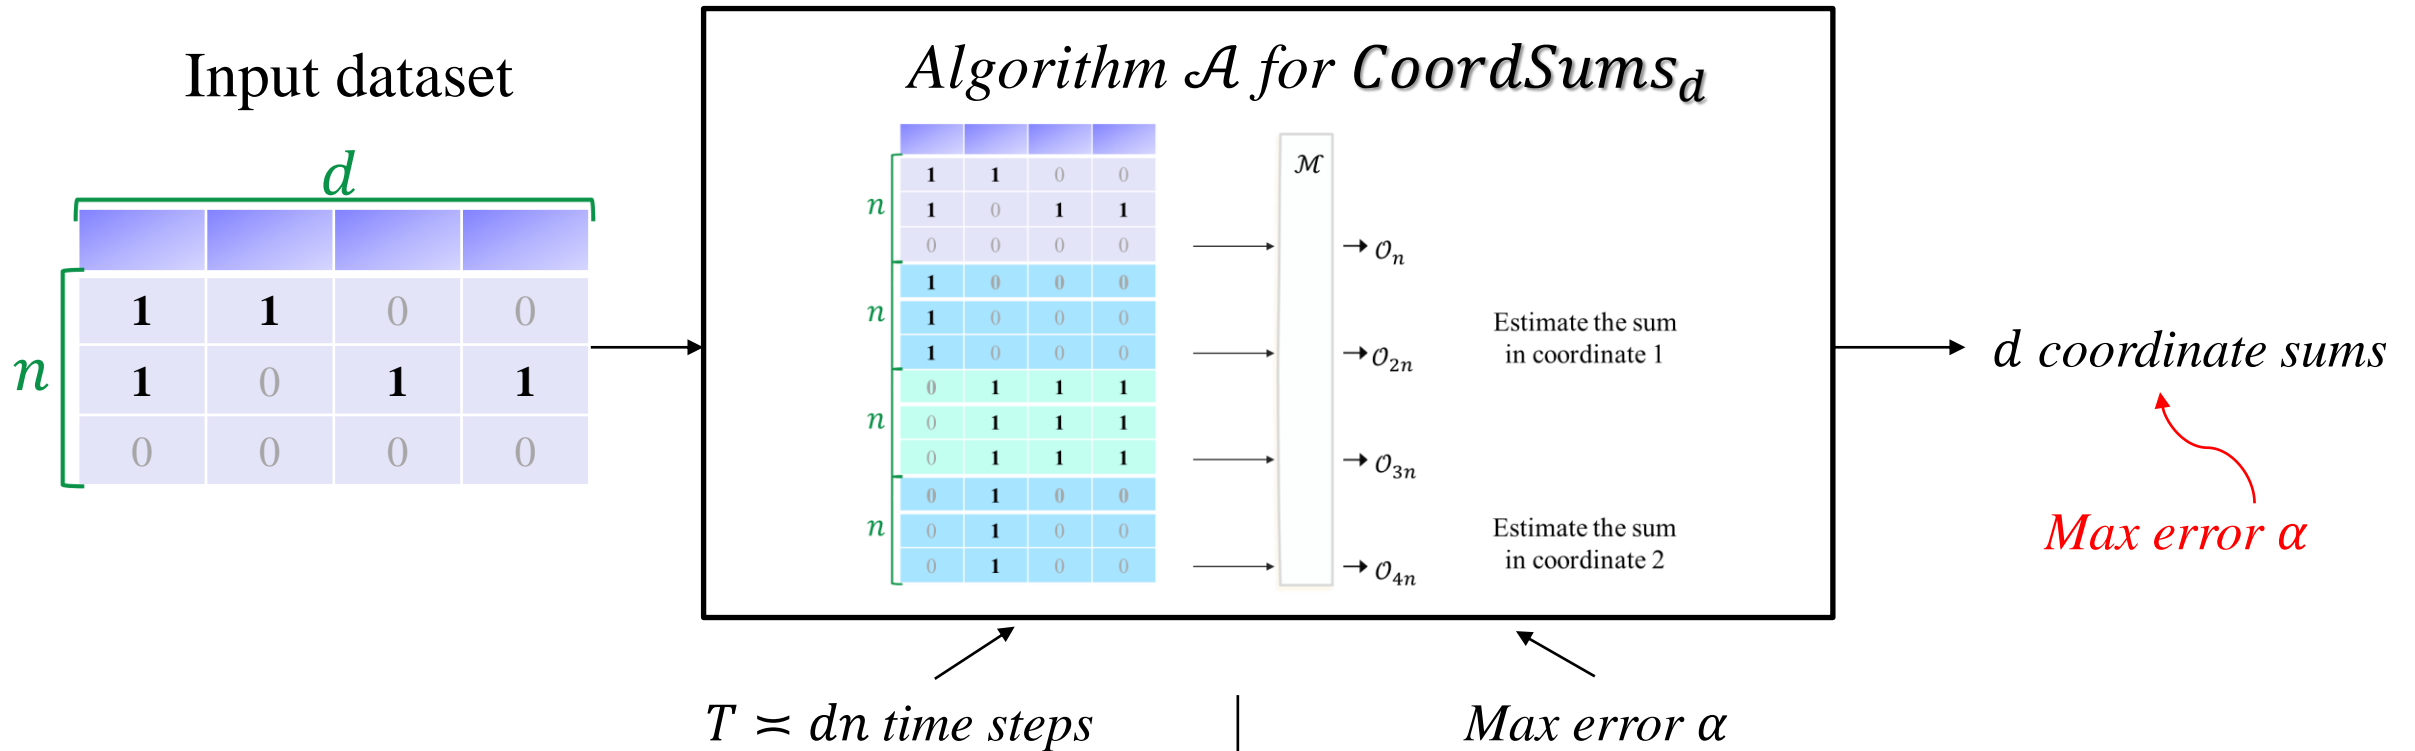 Input dataset
d
n
1 1 0 0
1 0 1 1
0 0 0 0
Algorithm 𝒜 for CoordSums_d
ℳ
n
1 1 0 0
1 0 1 1
0 0 0 0
𝒪_n
n
1 0 0 0
1 0 0 0
1 0 0 0
𝒪_2n
Estimate the sum
in coordinate 1
n
0 1 1 1
0 1 1 1
0 1 1 1
𝒪_3n
n
0 1 0 0
0 1 0 0
0 1 0 0
𝒪_4n
Estimate the sum
in coordinate 2
d coordinate sums
Max error α
T ≍ dn time steps
Max error α